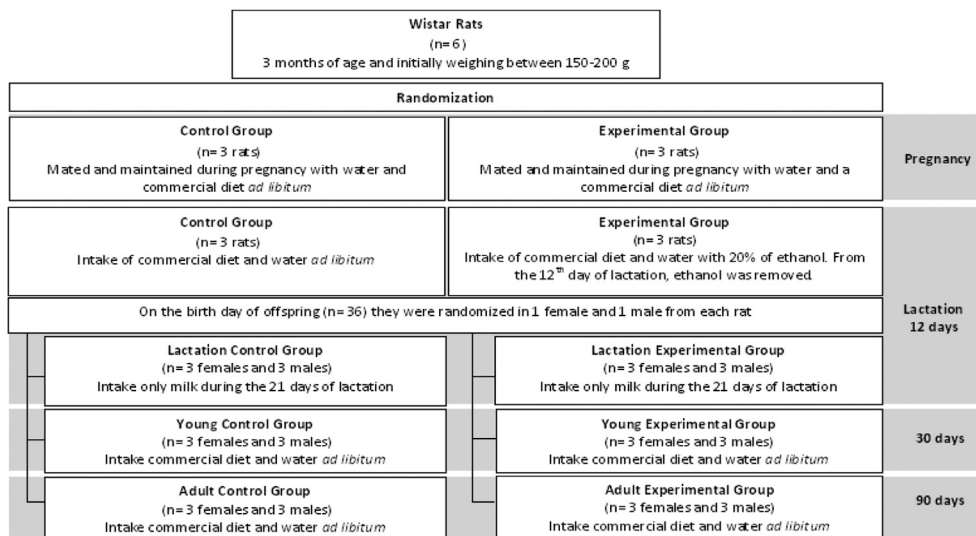 Wistar Rats
(n= 6)
3 months of age and initially weighing between 150-200 g
Randomization
Control Group
(n= 3 rats)
Mated and maintained during pregnancy with water and
commercial diet ad libitum
Experimental Group
(n= 3 rats)
Mated and maintained during pregnancy with water and a
commercial diet ad libitum
Pregnancy
Control Group
(n= 3 rats)
Intake of commercial diet and water ad libitum
Experimental Group
(n= 3 rats)
Intake of commercial diet and water with 20% of ethanol. From
the 12th day of lactation, ethanol was removed.
On the birth day of offspring (n= 36) they were randomized in 1 female and 1 male from each rat
Lactation
12 days
Lactation Control Group
(n= 3 females and 3 males)
Intake only milk during the 21 days of lactation
Lactation Experimental Group
(n= 3 females and 3 males)
Intake only milk during the 21 days of lactation
Young Control Group
(n= 3 females and 3 males)
Intake commercial diet and water ad libitum
Young Experimental Group
(n= 3 females and 3 males)
Intake commercial diet and water ad libitum
30 days
Adult Control Group
(n= 3 females and 3 males)
Intake commercial diet and water ad libitum
Adult Experimental Group
(n= 3 females and 3 males)
Intake commercial diet and water ad libitum
90 days